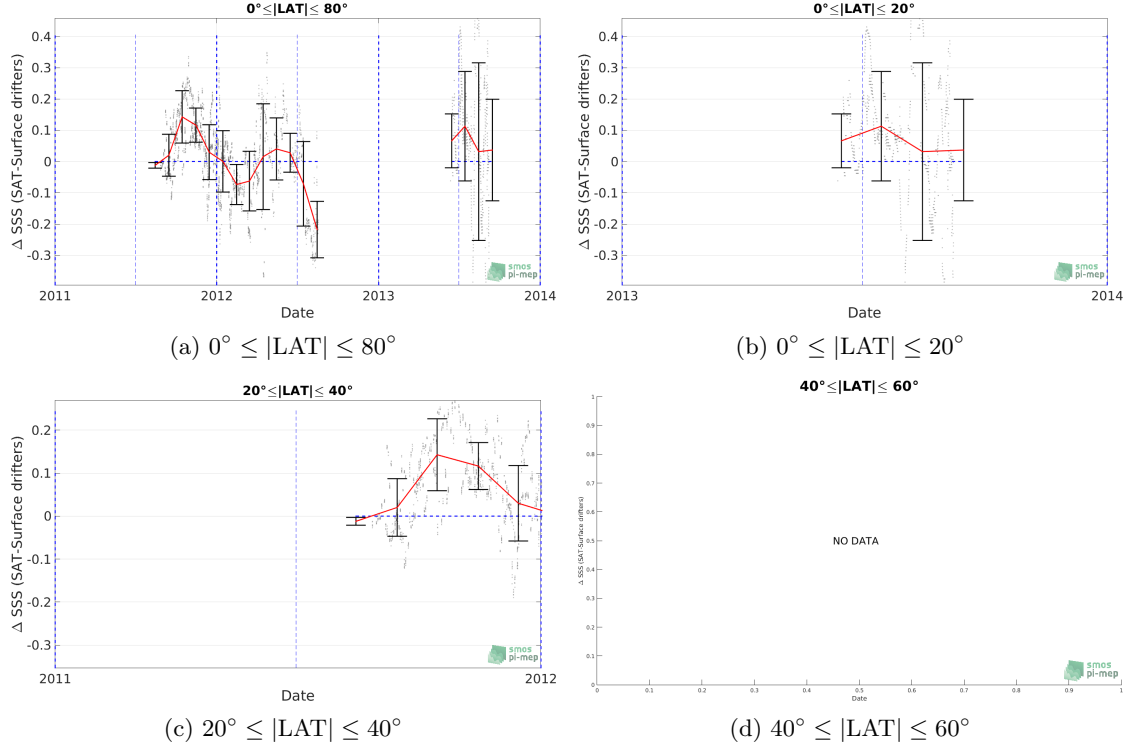 0°≤|LAT|≤ 80°
Δ SSS (SAT-Surface drifters)
0.4
0.3
0.2
0.1
0
-0.1
-0.2
-0.3
smos
pi-mep
2011
2012
2013
2014
Date
(a) 0° ≤ |LAT| ≤ 80°
0°≤|LAT|≤ 20°
Δ SSS (SAT-Surface drifters)
0.4
0.3
0.2
0.1
0
-0.1
-0.2
-0.3
smos
pi-mep
2013
2014
Date
(b) 0° ≤ |LAT| ≤ 20°
20°≤|LAT|≤ 40°
Δ SSS (SAT-Surface drifters)
0.2
0.1
0
-0.1
-0.2
-0.3
smos
pi-mep
2011
2012
Date
(c) 20° ≤ |LAT| ≤ 40°
40°≤|LAT|≤ 60°
Δ SSS (SAT-Surface drifters)
1
0.9
0.8
0.7
0.6
0.5
0.4
0.3
0.2
0.1
0
NO DATA
smos
pi-mep
0
0.1
0.2
0.3
0.4
0.5
0.6
0.7
0.8
0.9
1
Date
(d) 40° ≤ |LAT| ≤ 60°